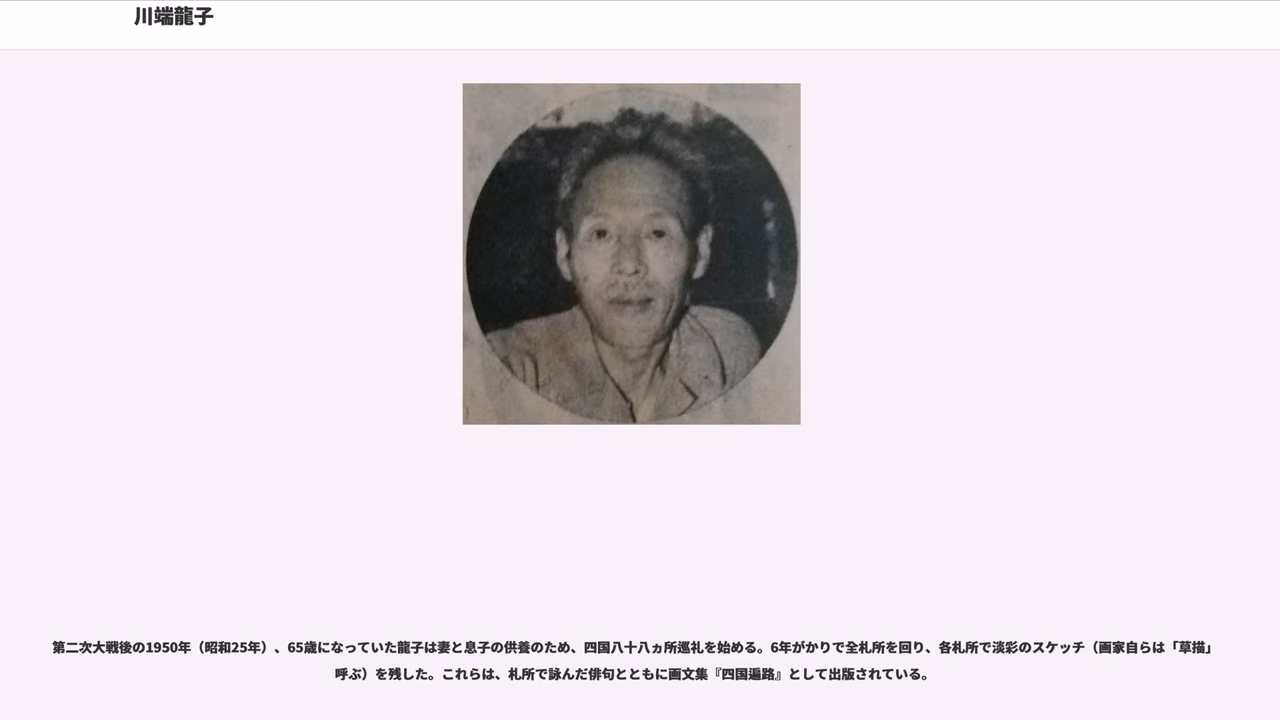 川端龍子
第二次大戦後の1950年（昭和25年）、65歳になっていた龍子は妻と息子の供養のため、四国八十八ヵ所巡礼を始める。6年がかりで全札所を回り、各札所で淡彩のスケッチ（画家自らは「草描」
呼ぶ）を残した。これらは、札所で詠んだ俳句とともに画文集『四国遍路』として出版されている。